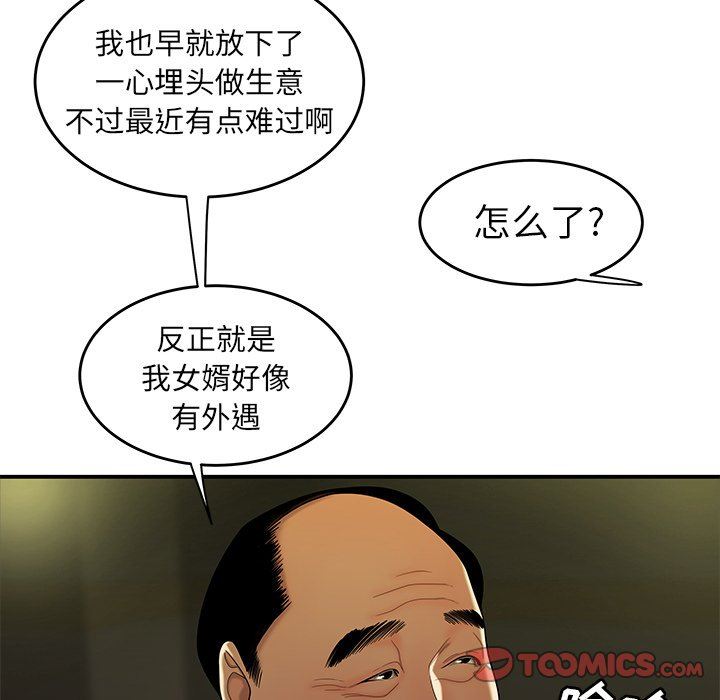 我也早就放下了
一心埋头做生意
不过最近有点难过啊
怎么了?
反正就是
我女婿好像
有外遇
TOOMICS.COM